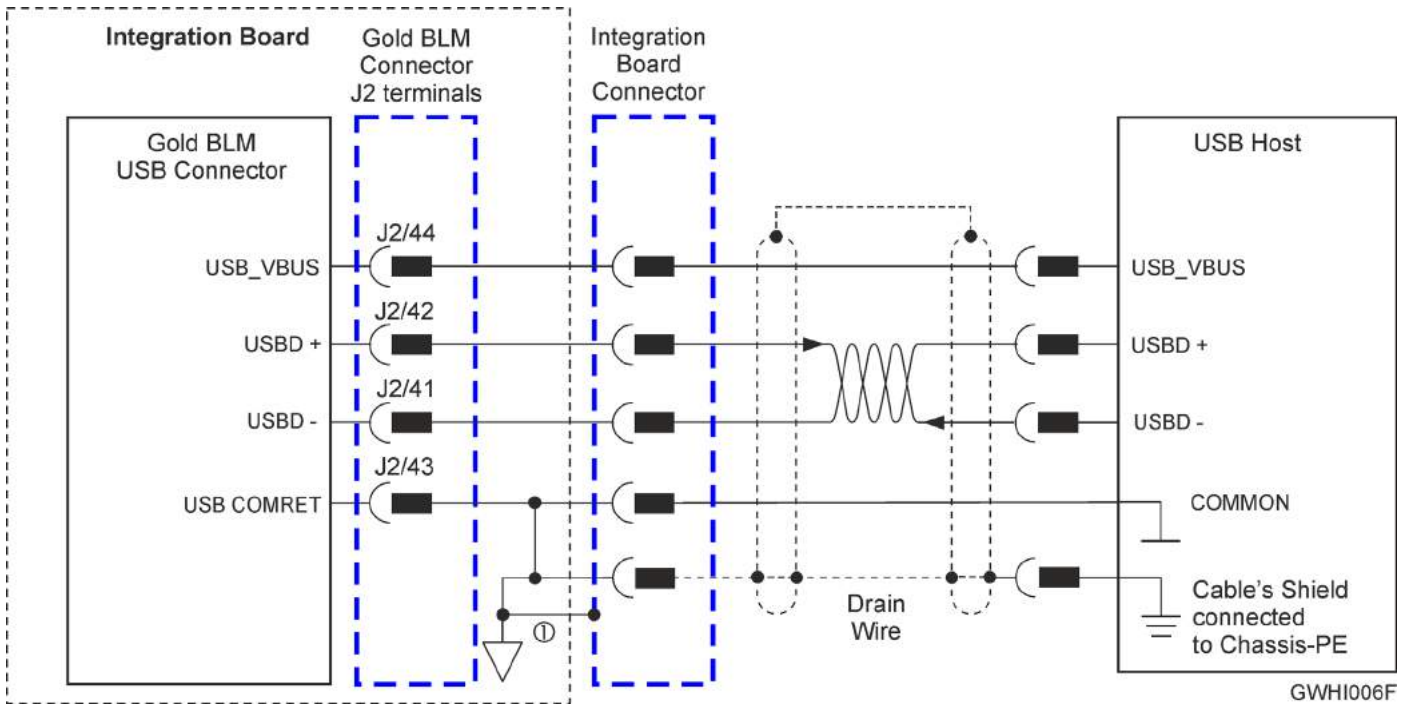 Integration Board
Gold BLM
Connector
J2 terminals
Integration
Board
Connector
Gold BLM
USB Connector
USB Host
J2/44
USB_VBUS
USB_VBUS
J2/42
USBD +
USBD +
J2/41
USBD -
USBD -
J2/43
USB COMRET
COMMON
①
Drain
Wire
Cable's Shield
connected
to Chassis-PE
GWHI006F